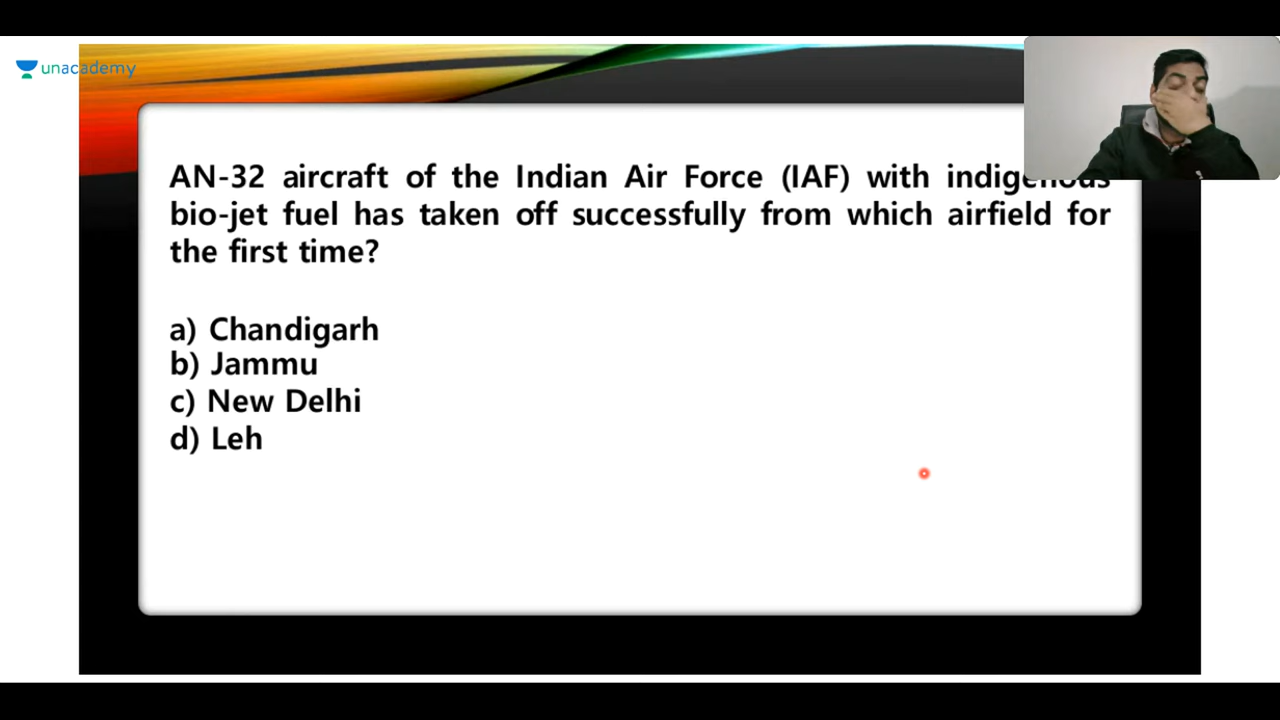 unacademy
AN-32 aircraft of the Indian Air Force (IAF) with indigenous
bio-jet fuel has taken off successfully from which airfield for
the first time?
a) Chandigarh
b) Jammu
c) New Delhi
d) Leh